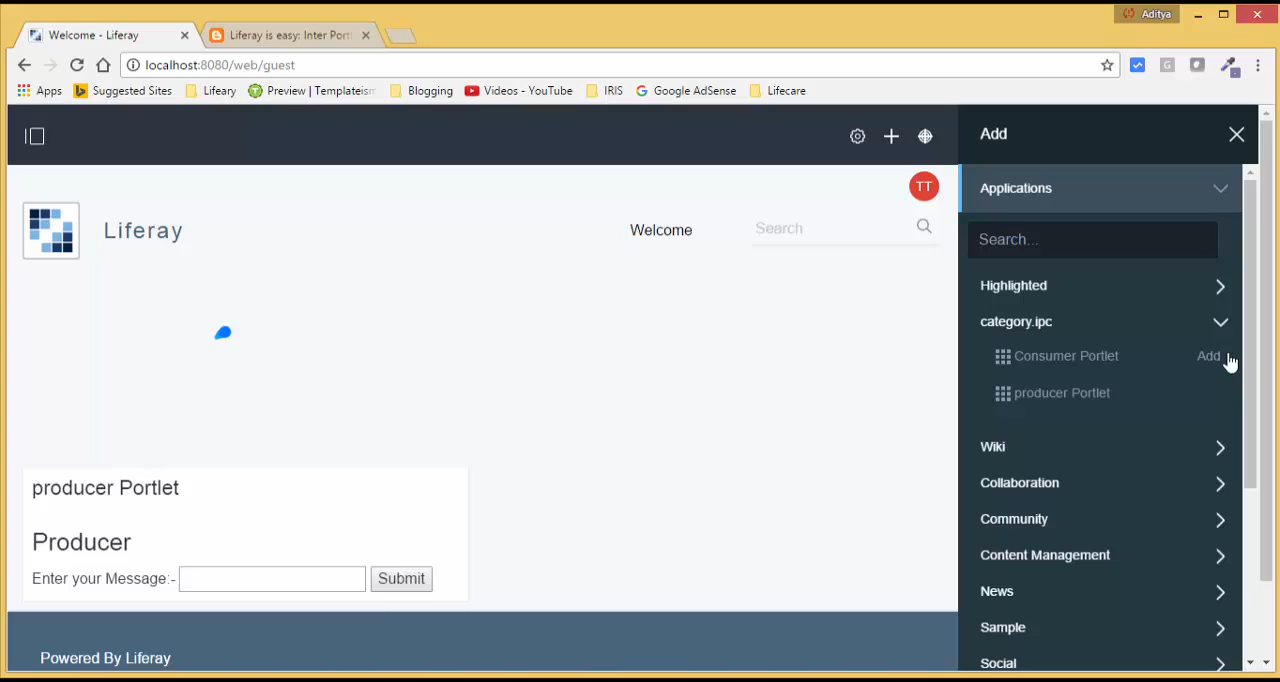 Aditya
Welcome - Liferay
Liferay is easy: Inter Port
localhost:8080/web/guest
Apps
Suggested Sites
Lifeary
Preview | Templateism
Blogging
Videos - YouTube
IRIS
Google AdSense
Lifecare
Add
TT
Applications
Liferay
Welcome
Search
Search...
Highlighted
category.ipc
Consumer Portlet
Add
producer Portlet
Wiki
Collaboration
Community
Content Management
News
Sample
Social
producer Portlet
Producer
Enter your Message:-
Submit
Powered By Liferay